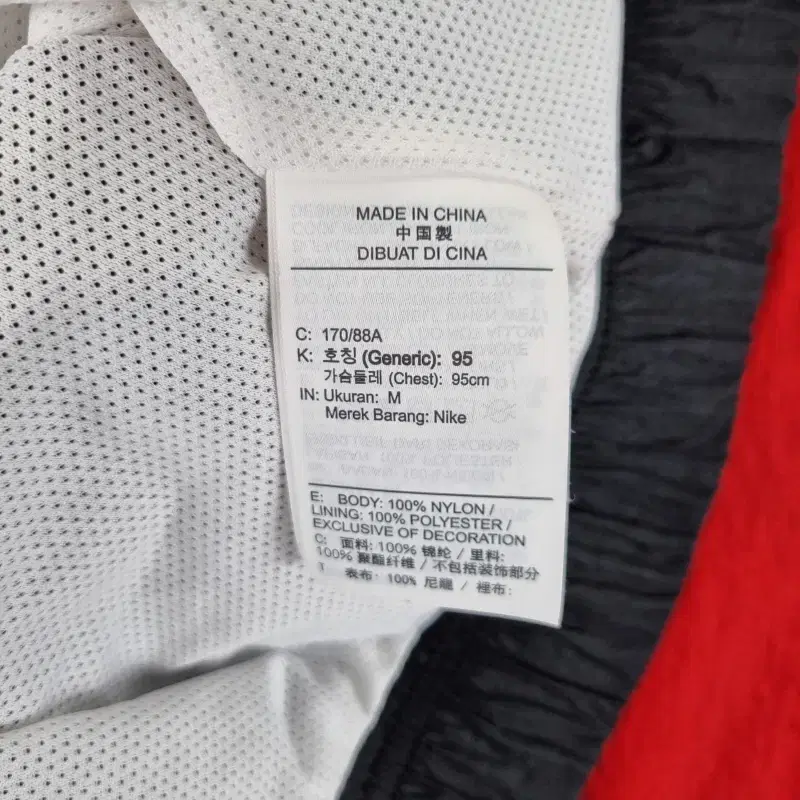 MADE IN CHINA
中国製
DIBUAT DI CINA
C: 170/88A
K: 호칭 (Generic): 95
가슴둘레 (Chest): 95cm
IN: Ukuran: M
Merek Barang: Nike
E: BODY: 100% NYLON /
LINING: 100% POLYESTER /
EXCLUSIVE OF DECORATION
C: 面料: 100% 锦纶 / 里料:
100% 聚酯纤维 / 不包括装饰部分
表布: 100% 尼龍 / 裡布: